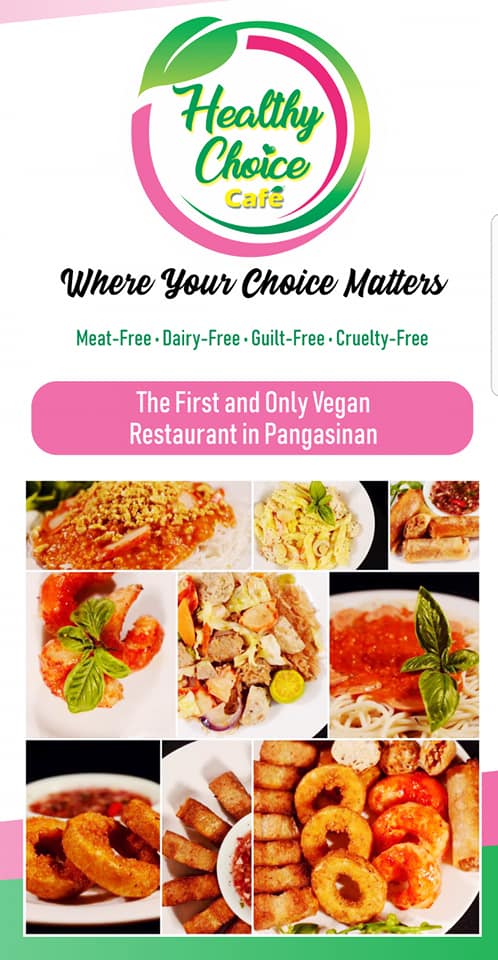 Healthy
Choice
Café
Where Your Choice Matters
Meat-Free • Dairy-Free • Guilt-Free • Cruelty-Free
The First and Only Vegan
Restaurant in Pangasinan